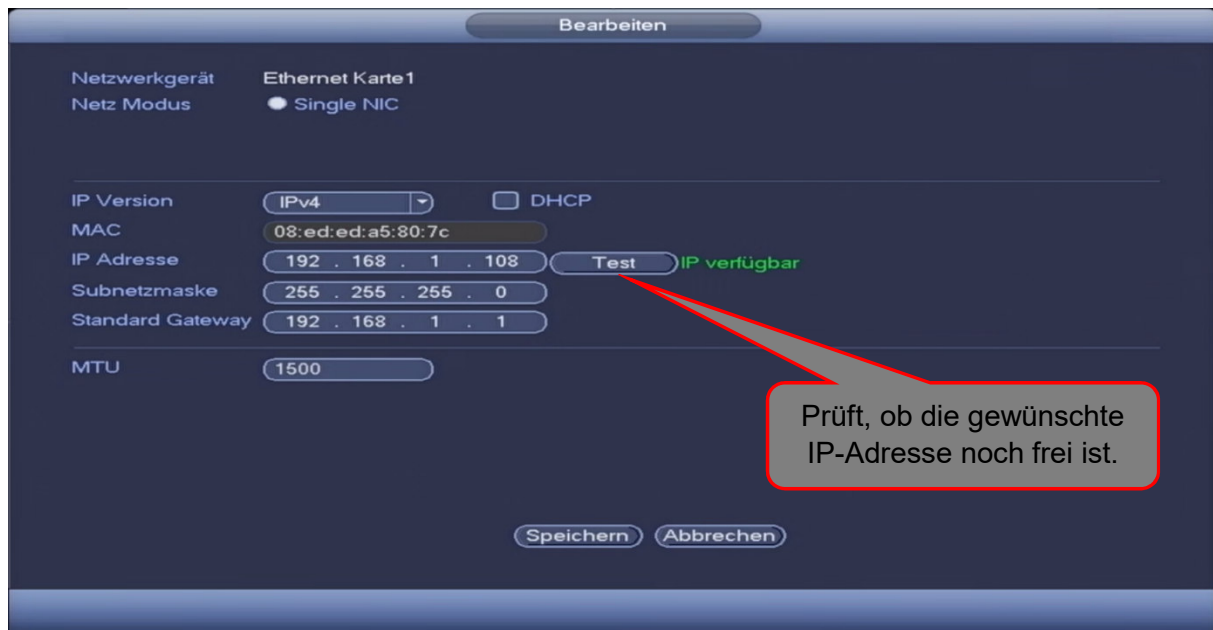 Bearbeiten
Netzwerkgerät Ethernet Karte1
Netz Modus Single NIC
IP Version IPv4 DHCP
MAC 08:ed:ed:a5:80:7c
IP Adresse 192 . 168 . 1 . 108 Test IP verfügbar
Subnetzmaske 255 . 255 . 255 . 0
Standard Gateway 192 . 168 . 1 . 1
MTU 1500
Prüft, ob die gewünschte
IP-Adresse noch frei ist.
Speichern Abbrechen